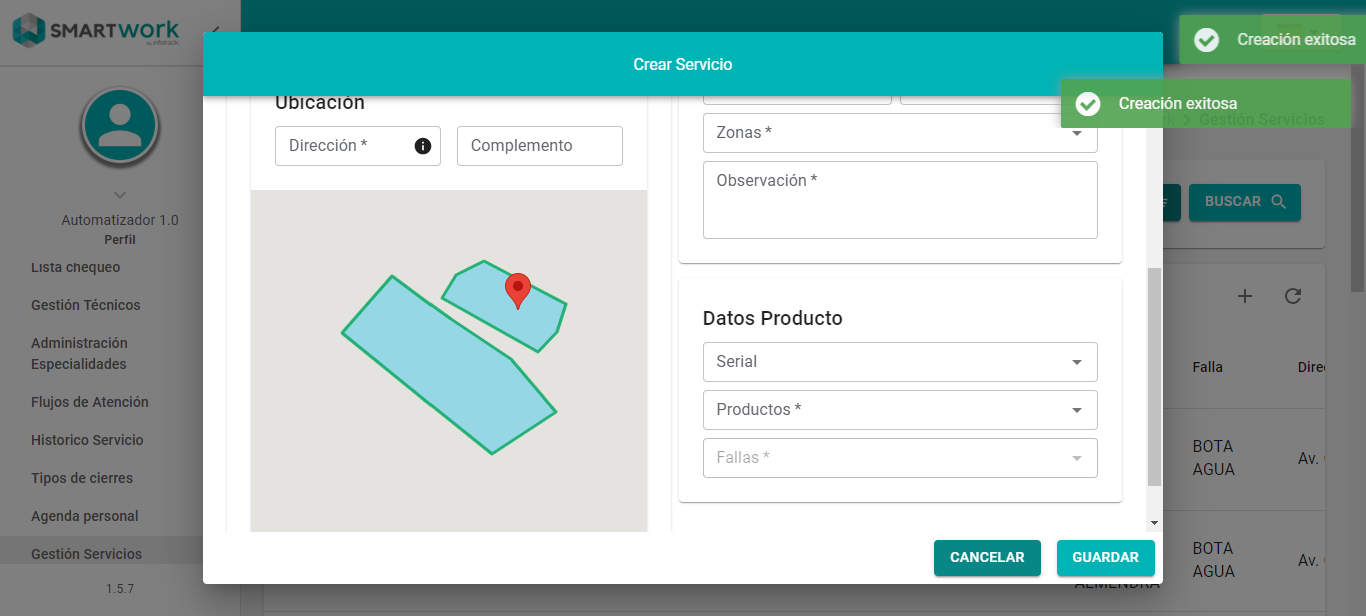 SMARTwork
by infotrack
Creación exitosa
Crear Servicio
Creación exitosa
Gestión Servicios
Ubicación
Dirección *
Complemento
Zonas *
Observación *
BUSCAR
Automatizador 1.0
Perfil
Lista chequeo
Gestión Técnicos
Administración
Especialidades
Flujos de Atención
Historico Servicio
Tipos de cierres
Agenda personal
Gestión Servicios
1.5.7
Datos Producto
Serial
Productos *
Fallas *
Falla
BOTA
AGUA
Av.
BOTA
AGUA
Av.
CANCELAR
GUARDAR
ALMENDRA